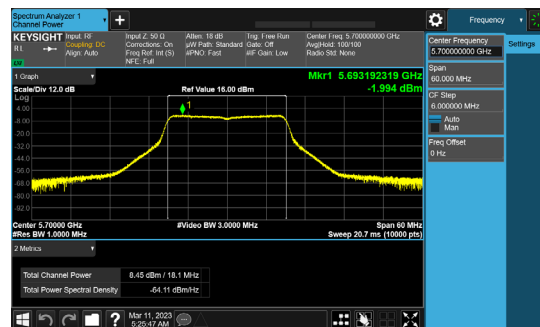 Spectrum Analyzer 1
Channel Power
Frequency
KEYSIGHT
Input: RF
Coupling: DC
Align: Auto
RL
Input Z: 50 Ω
Corrections: On
Freq Ref: Int (S)
NFE: Full
Atten: 18 dB
µW Path: Standard
#PNO: Fast
Trig: Free Run
Gate: Off
#IF Gain: Low
Center Freq: 5.700000000 GHz
Avg|Hold: 100/100
Radio Std: None
Center Frequency
5.700000000 GHz
Settings
Span
60.000 MHz
CF Step
6.000000 MHz
Auto
Man
Freq Offset
0 Hz
1 Graph
Scale/Div 12.0 dB
Ref Value 16.00 dBm
Mkr1 5.693192319 GHz
-1.994 dBm
Log
4.00
-8.00
-20.0
-32.0
-44.0
-56.0
-68.0
-80.0
-92.0
1
Center 5.70000 GHz
#Res BW 1.0000 MHz
#Video BW 3.0000 MHz
Span 60 MHz
Sweep 20.7 ms (10000 pts)
2 Metrics
Total Channel Power
8.45 dBm / 18.1 MHz
Total Power Spectral Density
-64.11 dBm/Hz
Mar 11, 2023
5:25:47 AM